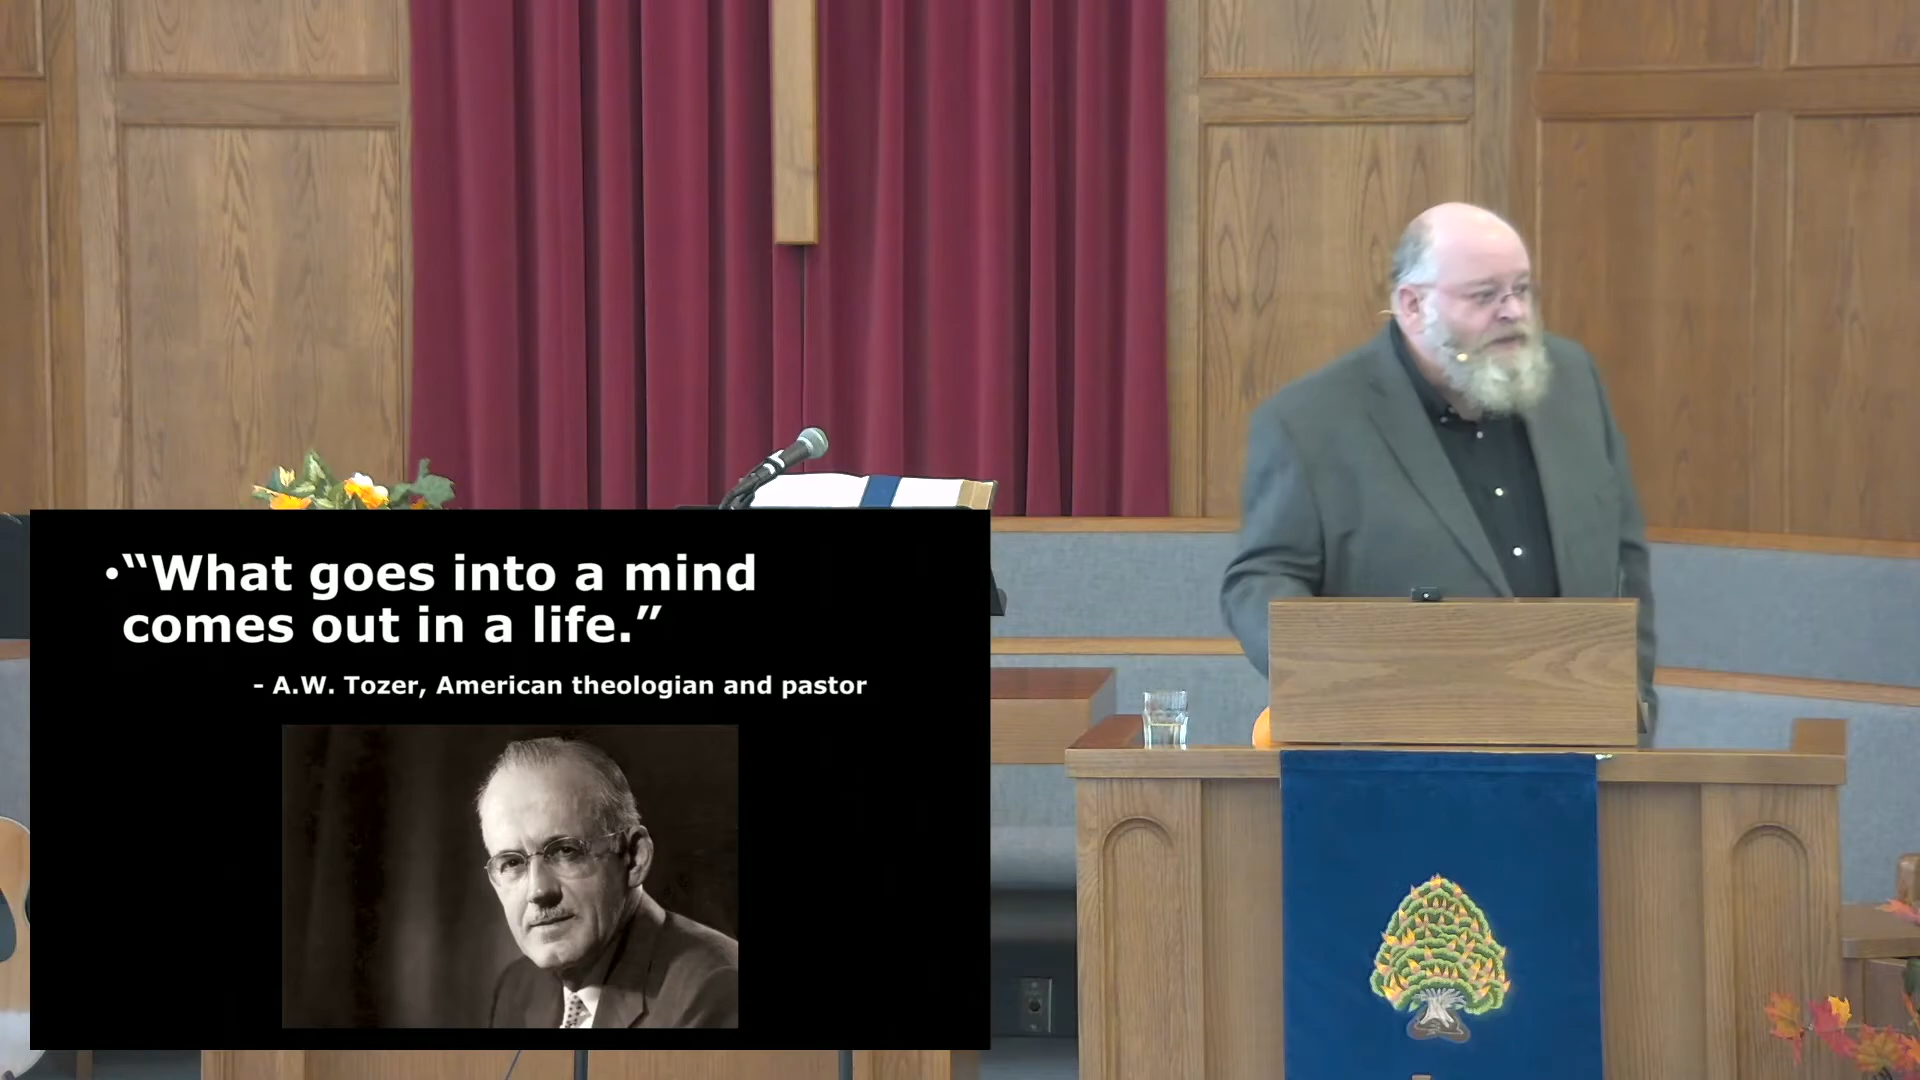 •“What goes into a mind
comes out in a life.”
- A.W. Tozer, American theologian and pastor